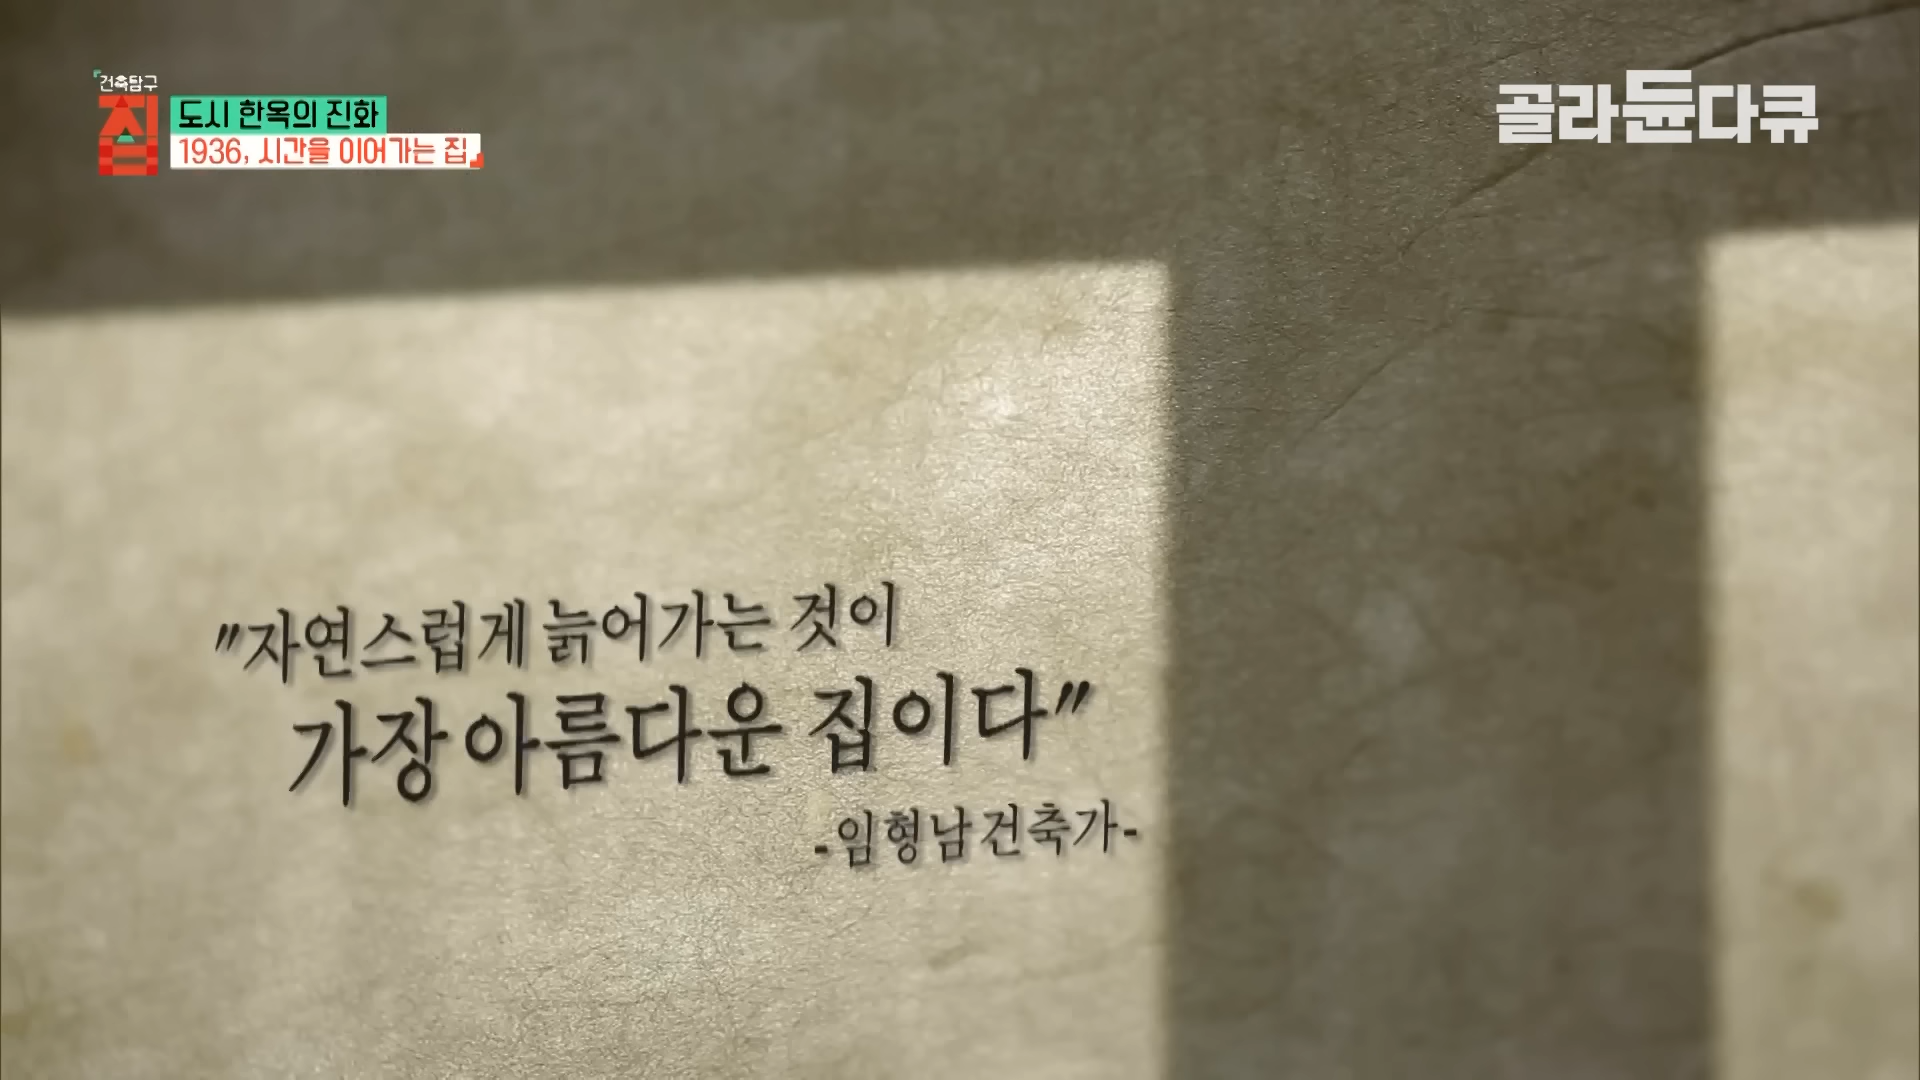 건축탐구
집
도시 한옥의 진화
1936, 시간을 이어가는 집
골라듄다큐
"자연스럽게 늙어가는 것이
가장 아름다운 집이다"
-임형남 건축가-